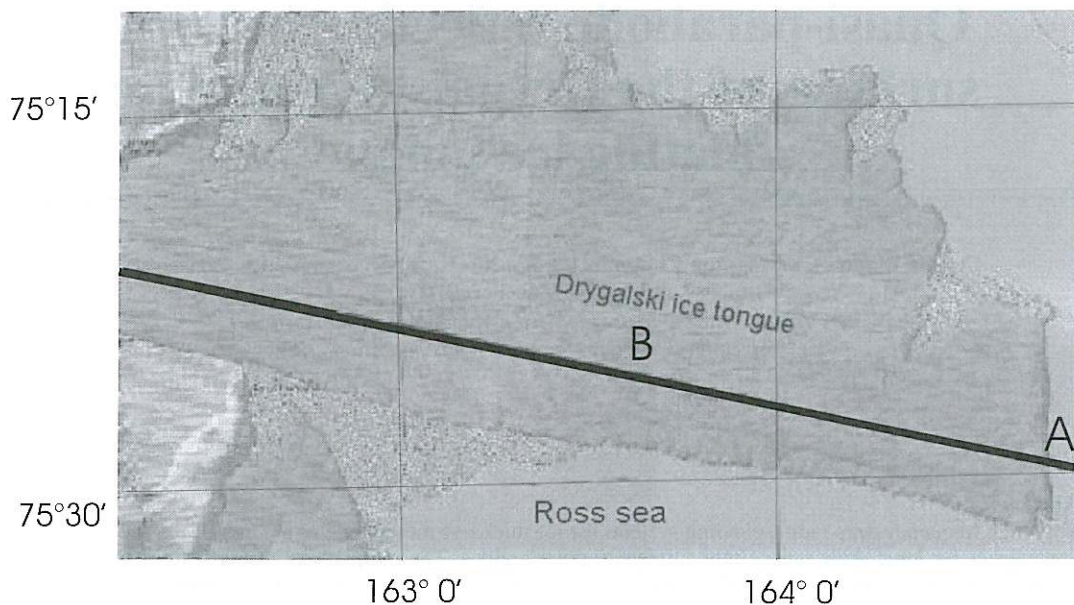 75°15'
Drygalski ice tongue
B
A
75°30'
Ross sea
163° 0'
164° 0'